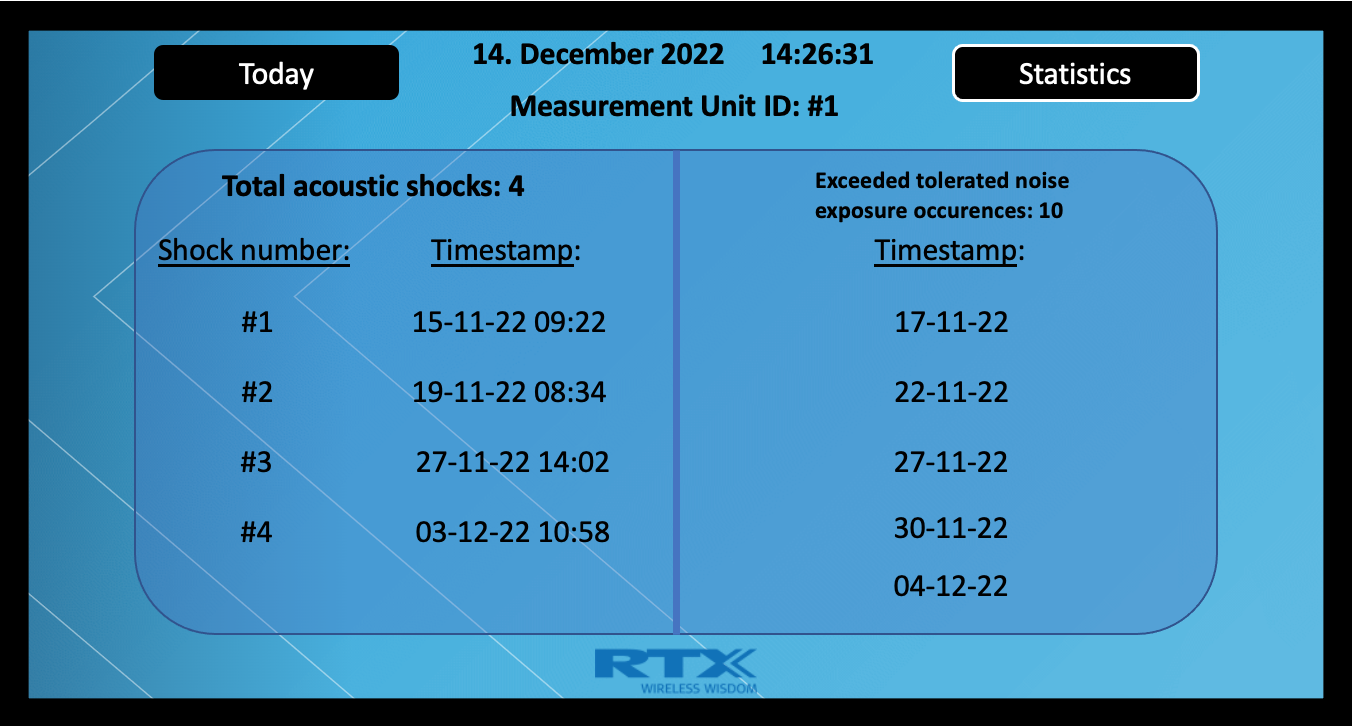 Today
14. December 2022 14:26:31
Statistics
Measurement Unit ID: #1
Total acoustic shocks: 4
Shock number: Timestamp:
#1 15-11-22 09:22
#2 19-11-22 08:34
#3 27-11-22 14:02
#4 03-12-22 10:58
Exceeded tolerated noise
exposure occurences: 10
Timestamp:
17-11-22
22-11-22
27-11-22
30-11-22
04-12-22
RTX
WIRELESS WISDOM